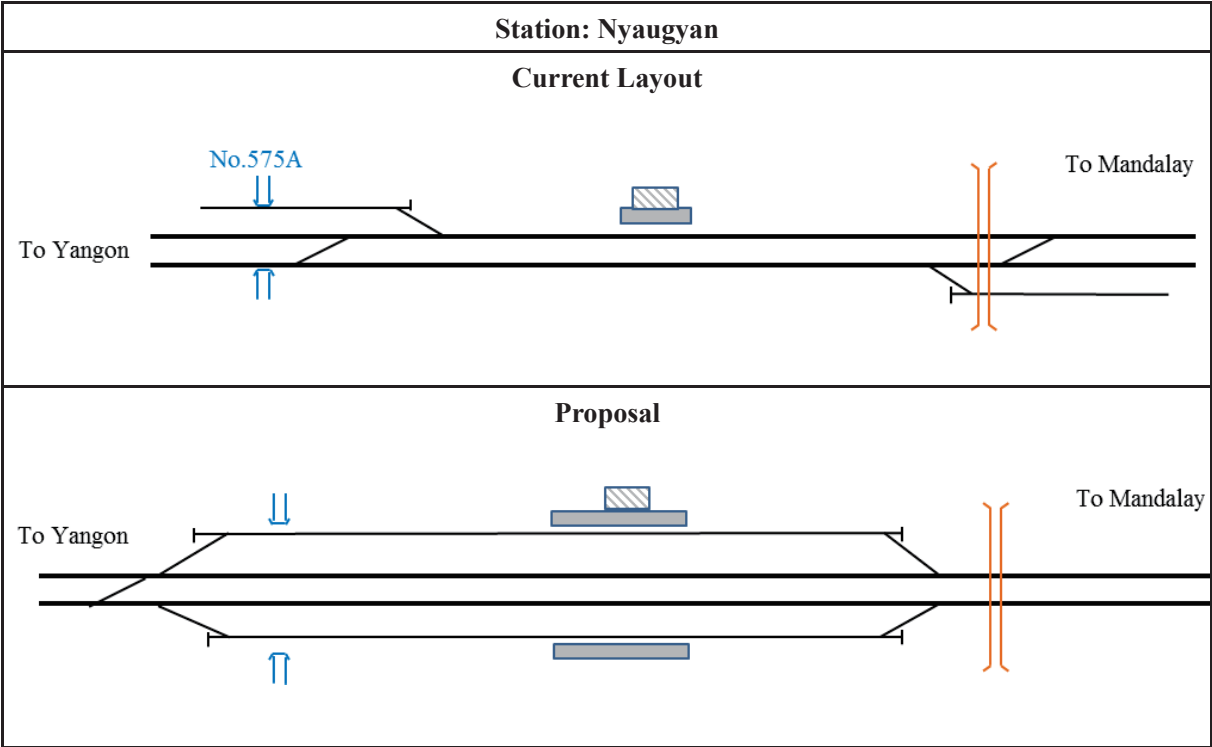 Station: Nyaugyan
Current Layout
No.575A
To Mandalay
To Yangon
Proposal
To Mandalay
To Yangon